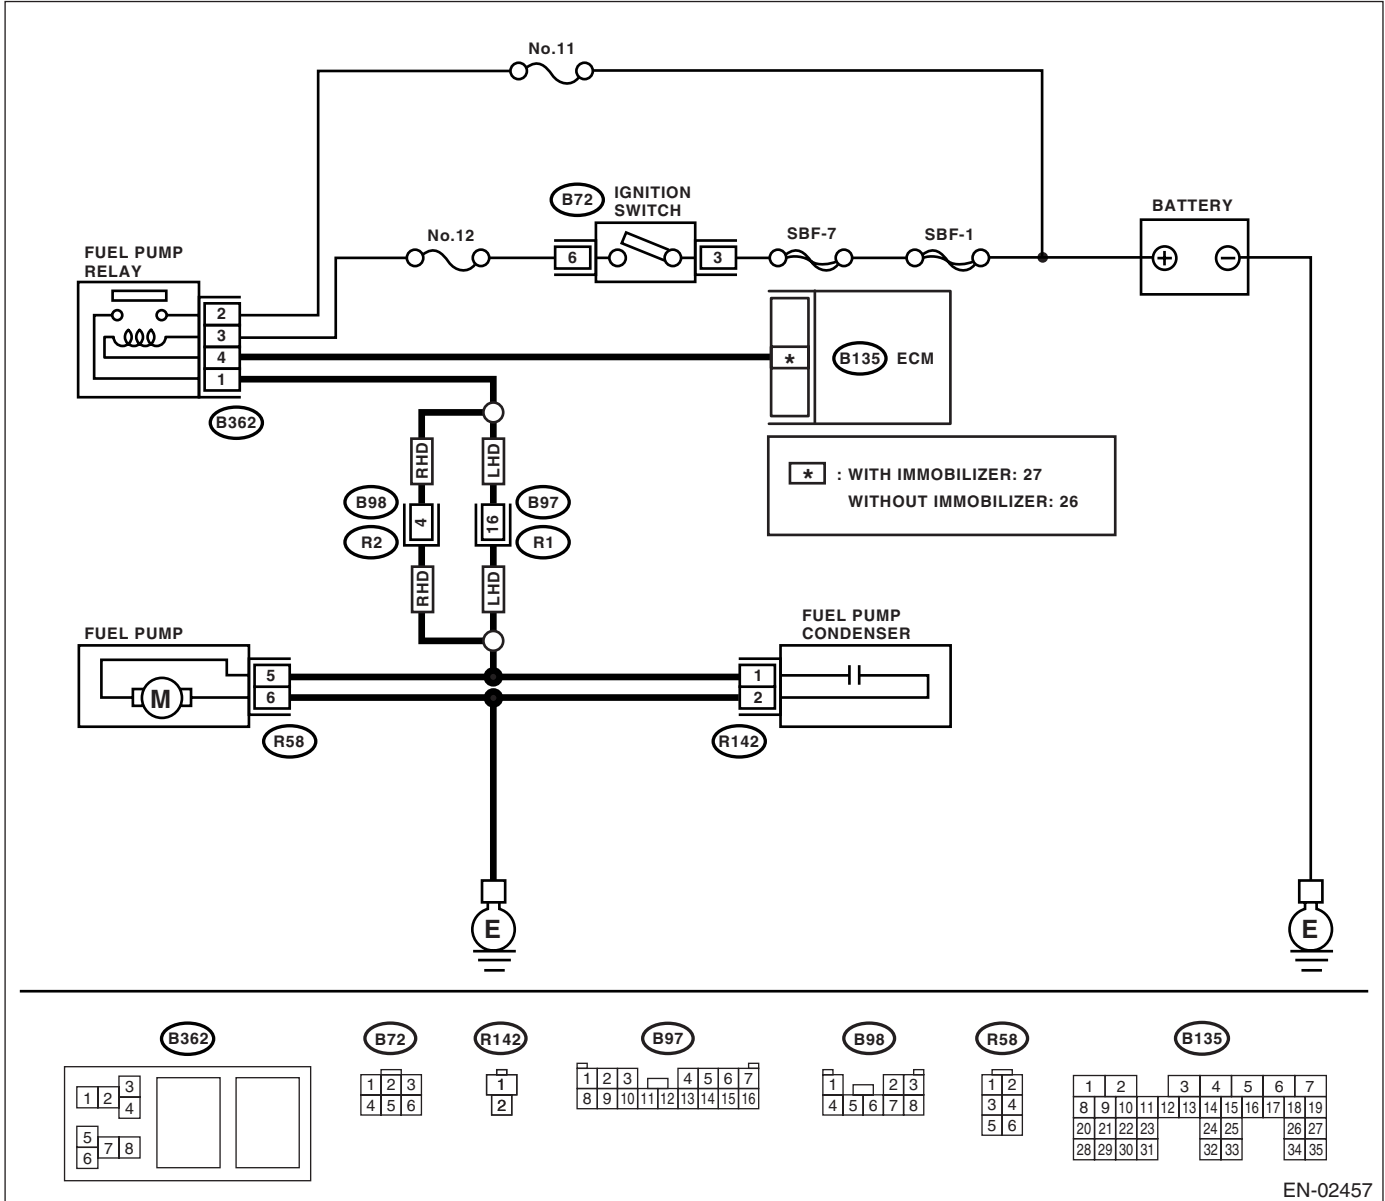 No.11
B72
IGNITION
SWITCH
BATTERY
No.12
6
3
SBF-7
SBF-1
+
−
FUEL PUMP
RELAY
2
3
4
1
B362
*
B135 ECM
* : WITH IMMOBILIZER: 27
WITHOUT IMMOBILIZER: 26
RHD
LHD
B98
R2
4
16
B97
R1
RHD
LHD
FUEL PUMP
M
5
6
R58
FUEL PUMP
CONDENSER
1
2
R142
E
E
B362
1 2 3
4
5
6 7 8
B72
1 2 3
4 5 6
R142
1
2
B97
1 2 3 4 5 6 7
8 9 10 11 12 13 14 15 16
B98
1 2 3
4 5 6 7 8
R58
1 2
3 4
5 6
B135
1 2 3 4 5 6 7
8 9 10 11 12 13 14 15 16 17 18 19
20 21 22 23 24 25 26 27
28 29 30 31 32 33 34 35
EN-02457